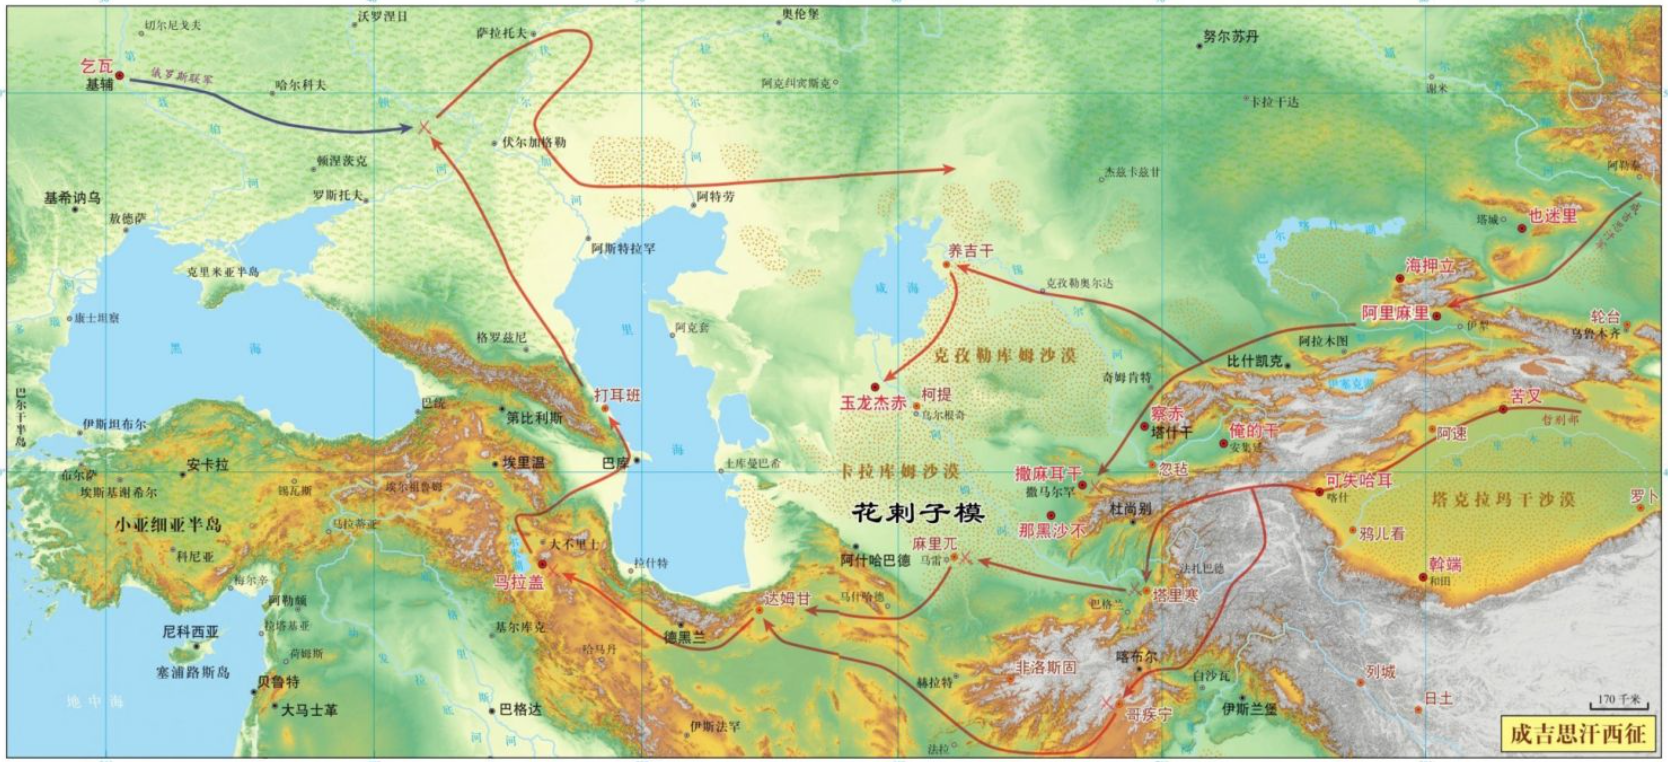 沃罗涅日
奥伦堡
切尔尼戈夫
萨拉托夫
努尔苏丹
乞瓦
基辅
俄罗斯联军
哈尔科夫
阿克纠宾斯克
谢米
卡拉干达
伏尔加格勒
顿涅茨克
罗斯托夫
杰兹卡兹甘
阿勒泰
基希讷乌
敖德萨
阿特劳
塔城
也迷里
阿斯特拉罕
养吉干
克里米亚半岛
咸海
锡
克孜勒奥尔达
海押立
阿里麻里
伊犁
轮台
乌鲁木齐
康士坦察
黑海
格罗兹尼
阿克套
里海
克孜勒库姆沙漠
阿拉木图
比什凯克
奇姆肯特
巴尔干半岛
打耳班
巴统
第比利斯
玉龙杰赤
柯提
乌尔根奇
察赤
塔什干
俺的干
安集延
苦叉
哲别部
阿速
伊斯坦布尔
安卡拉
埃里温
巴库
土库曼巴希
卡拉库姆沙漠
撒麻耳干
撒马尔罕
忽毡
可失哈耳
喀什
塔克拉玛干沙漠
罗卜
布尔萨
埃斯基谢希尔
锡瓦斯
埃尔祖鲁姆
小亚细亚半岛
马拉蒂亚
花剌子模
那黑沙不
杜尚别
鸦儿看
科尼亚
大不里士
马拉盖
拉什特
阿什哈巴德
麻里兀
马雷
法扎巴德
斡端
和田
梅尔辛
阿勒颇
拉塔基亚
达姆甘
马什哈德
巴格兰
塔里寒
尼科西亚
塞浦路斯岛
荷姆斯
基尔库克
德黑兰
哈马丹
非洛斯固
喀布尔
白沙瓦
列城
地中海
贝鲁特
大马士革
巴格达
伊斯法罕
赫拉特
法拉
哥疾宁
伊斯兰堡
日土
170 千米
成吉思汗西征